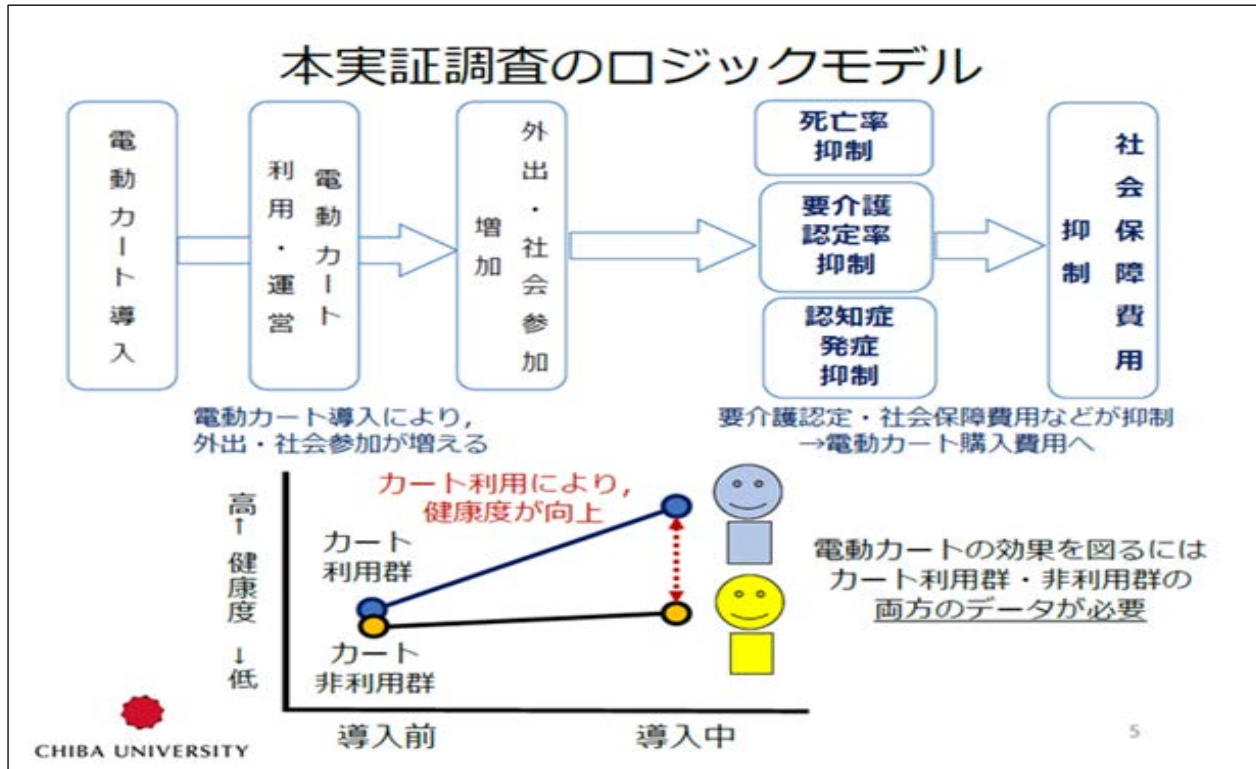 本実証調査のロジックモデル
電動カート導入
電動カート
利用・運営
外出・社会参加
増加
死亡率
抑制
要介護
認定率
抑制
認知症
発症
抑制
社会保障費用
抑制
電動カート導入により,
外出・社会参加が増える
要介護認定・社会保障費用などが抑制
→電動カート購入費用へ
高↑ 健康度 ↓低
カート利用により,
健康度が向上
カート
利用群
カート
非利用群
導入前
導入中
電動カートの効果を図るには
カート利用群・非利用群の
両方のデータが必要
CHIBA UNIVERSITY
5